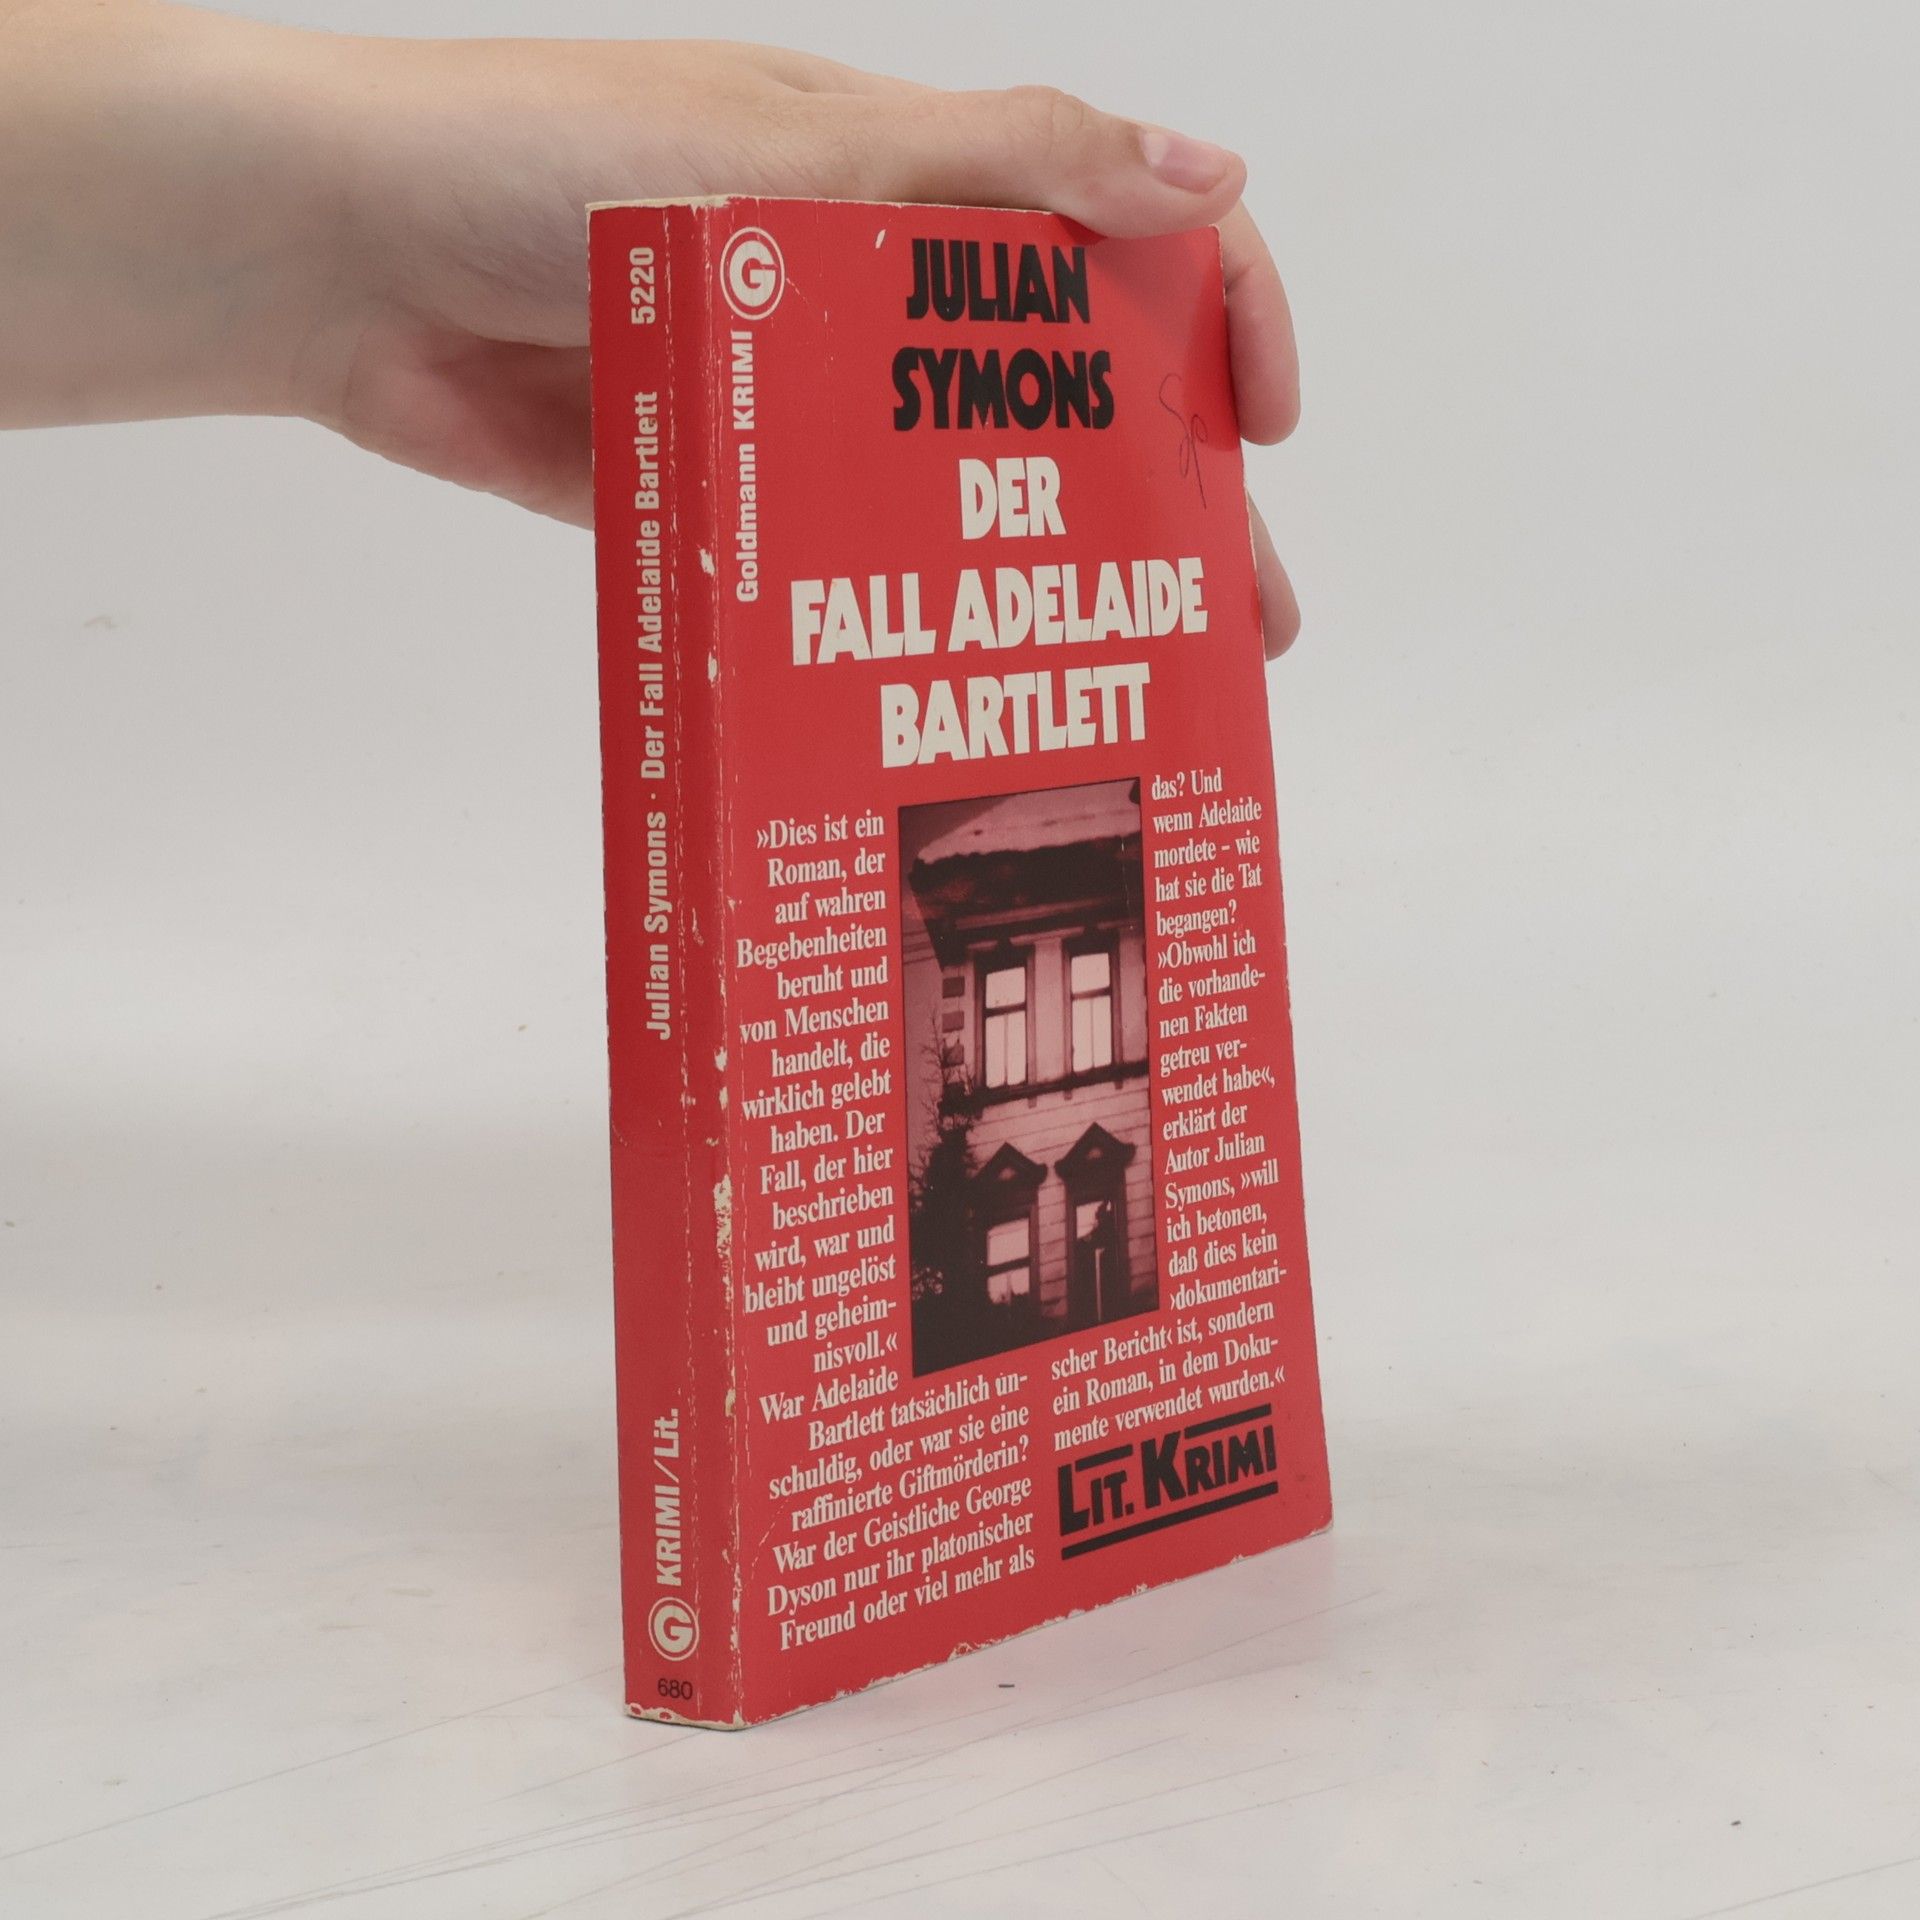 Julian Symons · Der Fall Adelaide Bartlett 5220
G KRIMI/Lit.
680
G
Goldmann KRIMI
JULIAN
SYMONS
DER
FALL ADELAIDE
BARTLETT
»Dies ist ein
Roman, der
auf wahren
Begebenheiten
beruht und
von Menschen
handelt, die
wirklich gelebt
haben. Der
Fall, der hier
beschrieben
wird, war und
bleibt ungelöst
und geheim-
nisvoll.«
War Adelaide
Bartlett tatsächlich un-
schuldig, oder war sie eine
raffinierte Giftmörderin?
War der Geistliche George
Dyson nur ihr platonischer
Freund oder viel mehr als
das? Und
wenn Adelaide
mordete – wie
hat sie die Tat
begangen?
»Obwohl ich
die vorhande-
nen Fakten
getreu ver-
wendet habe«,
erklärt der
Autor Julian
Symons, »will
ich betonen,
daß dies kein
›dokumentari-
scher Bericht‹ ist, sondern
ein Roman, in dem Doku-
mente verwendet wurden.«
LIT. KRIMI